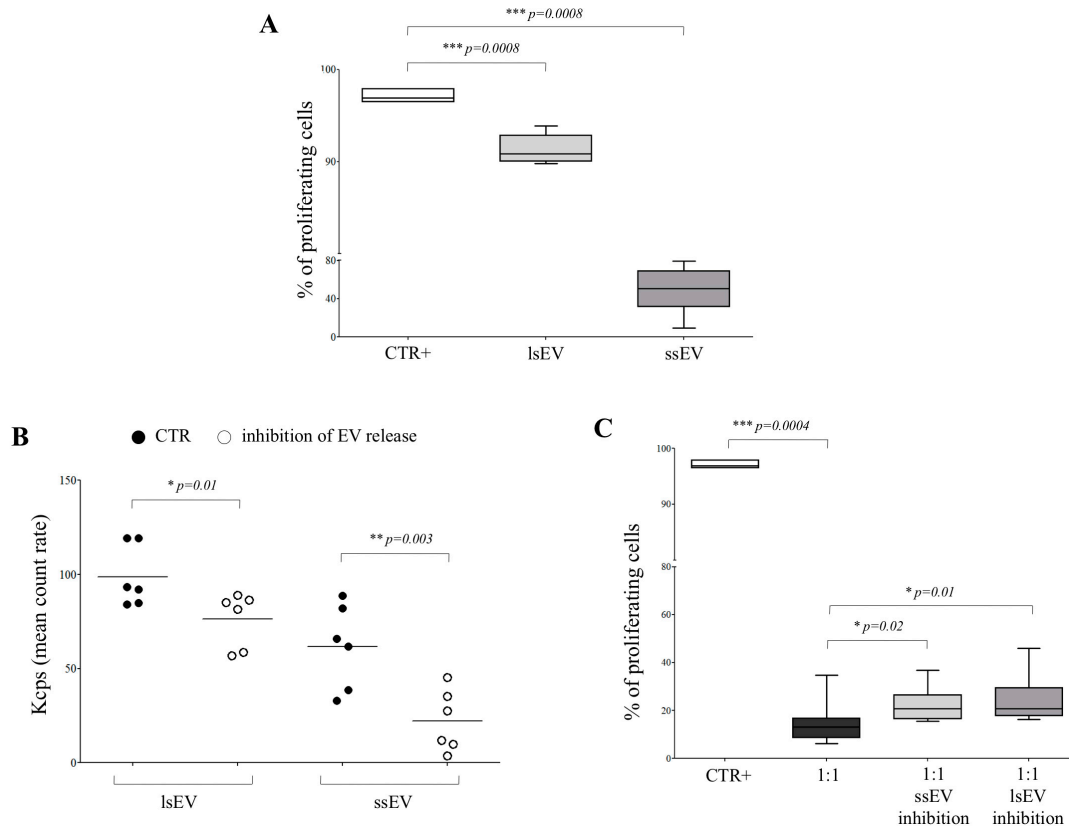 A
*** p=0.0008
*** p=0.0008
% of proliferating cells
100
90
80
40
0
CTR+ lsEV ssEV
B
CTR inhibition of EV release
Kcps (mean count rate)
150
100
50
0
* p=0.01
** p=0.003
lsEV ssEV
C
*** p=0.0004
% of proliferating cells
100
90
80
60
40
20
0
* p=0.01
* p=0.02
CTR+ 1:1 1:1 1:1
ssEV lsEV
inhibition inhibition